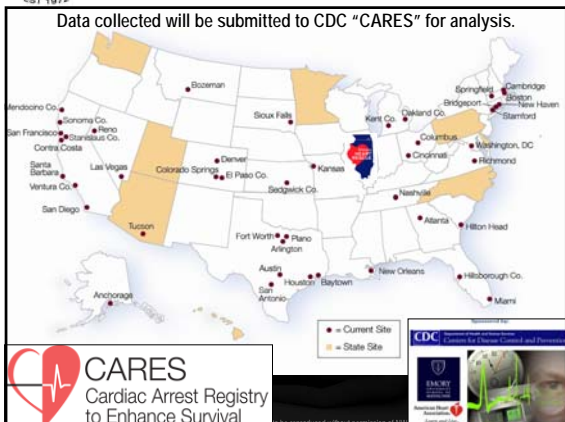 Data collected will be submitted to CDC “CARES” for analysis.
Bozeman
Mendocino Co.
Sonoma Co.
Reno
San Francisco
Stanislaus Co.
Contra Costa
Santa
Barbara
Las Vegas
Ventura Co.
San Diego
Tucson
Anchorage
Sioux Falls
Denver
Colorado Springs
El Paso Co.
Kansas
Sedgwick Co.
Fort Worth
Plano
Arlington
Austin
San
Antonio
Houston
Baytown
New Orleans
Kent Co.
Oakland Co.
Columbus
Cincinnati
Nashville
Atlanta
Hilton Head
Hillsborough Co.
Miami
Springfield
Cambridge
Boston
Bridgeport
New Haven
Stamford
Washington, DC
Richmond
= Current Site
= State Site
CARES
Cardiac Arrest Registry
to Enhance Survival
CDC
Centers for Disease Control and Prevention
EMORY
American Heart
Association